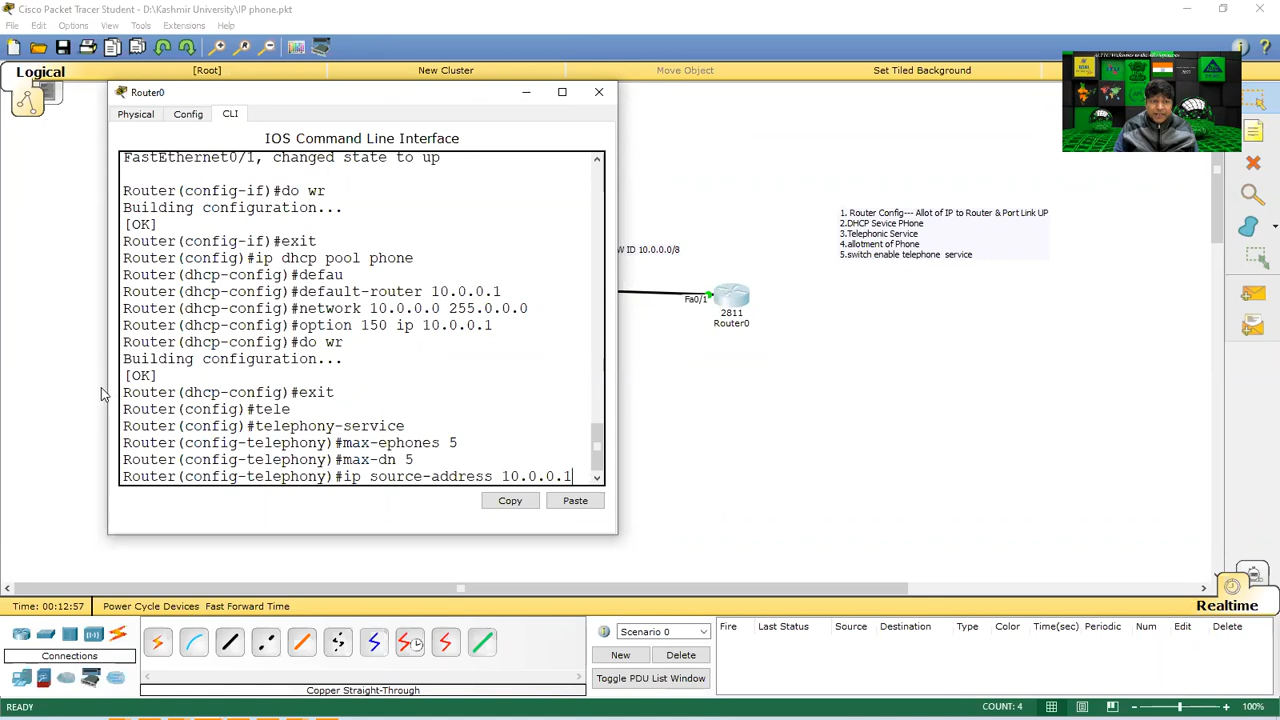 Cisco Packet Tracer Student - D:\Kashmir University\IP phone.pkt
File Edit Options View Tools Extensions Help
Logical [Root] New Cluster Move Object Set Tiled Background
Router0
Physical Config CLI
IOS Command Line Interface
FastEthernet0/1, changed state to up
Router(config-if)#do wr
Building configuration...
[OK]
Router(config-if)#exit
Router(config)#ip dhcp pool phone
Router(dhcp-config)#defau
Router(dhcp-config)#default-router 10.0.0.1
Router(dhcp-config)#network 10.0.0.0 255.0.0.0
Router(dhcp-config)#option 150 ip 10.0.0.1
Router(dhcp-config)#do wr
Building configuration...
[OK]
Router(dhcp-config)#exit
Router(config)#tele
Router(config)#telephony-service
Router(config-telephony)#max-ephones 5
Router(config-telephony)#max-dn 5
Router(config-telephony)#ip source-address 10.0.0.1
Copy Paste
1. Router Config--- Allot of IP to Router & Port Link UP
2.DHCP Sevice PHone
3.Telephonic Service
4.allotment of Phone
5.switch enable telephone service
W ID 10.0.0.0/8
Fa0/1
2811
Router0
Time: 00:12:57 Power Cycle Devices Fast Forward Time
Realtime
Connections
Copper Straight-Through
Scenario 0
New Delete
Toggle PDU List Window
Fire Last Status Source Destination Type Color Time(sec) Periodic Num Edit Delete
READY
COUNT: 4
100%